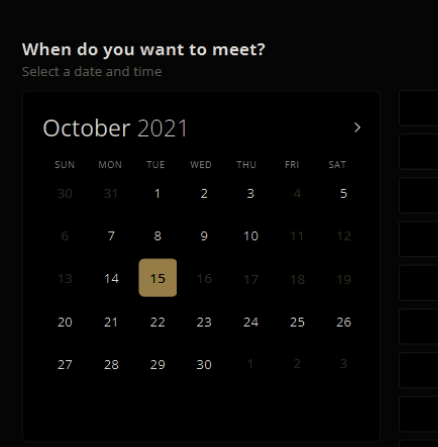 When do you want to meet?
Select a date and time
October 2021
SUN MON TUE WED THU FRI SAT
30 31 1 2 3 4 5
6 7 8 9 10 11 12
13 14 15 16 17 18 19
20 21 22 23 24 25 26
27 28 29 30 1 2 3